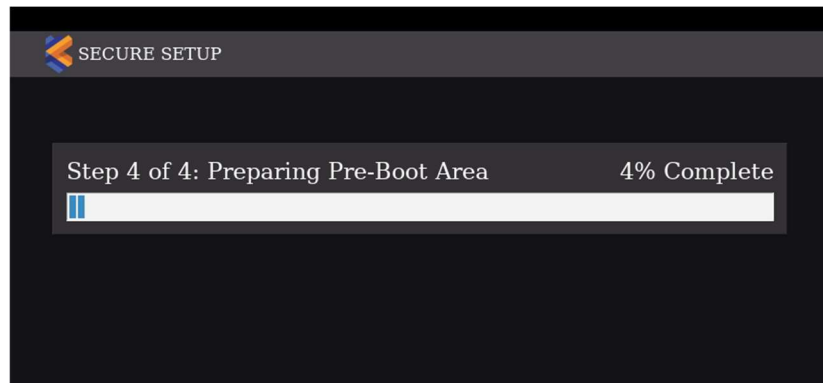 SECURE SETUP
Step 4 of 4: Preparing Pre-Boot Area 4% Complete